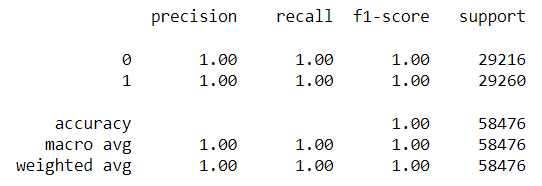 precision recall f1-score support
0 1.00 1.00 1.00 29216
1 1.00 1.00 1.00 29260
accuracy 1.00 58476
macro avg 1.00 1.00 1.00 58476
weighted avg 1.00 1.00 1.00 58476